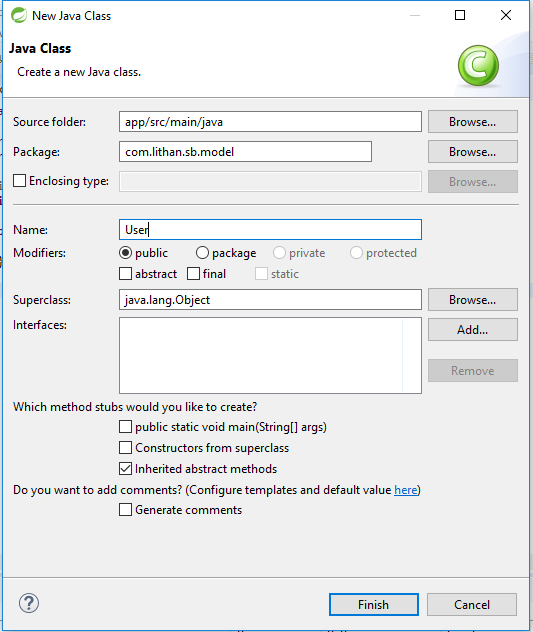 New Java Class
Java Class
Create a new Java class.
C
Source folder: app/src/main/java Browse...
Package: com.lithan.sb.model Browse...
Enclosing type: Browse...
Name: User
Modifiers: public package private protected
abstract final static
Superclass: java.lang.Object Browse...
Interfaces: Add...
Remove
Which method stubs would you like to create?
public static void main(String[] args)
Constructors from superclass
Inherited abstract methods
Do you want to add comments? (Configure templates and default value here)
Generate comments
? Finish Cancel